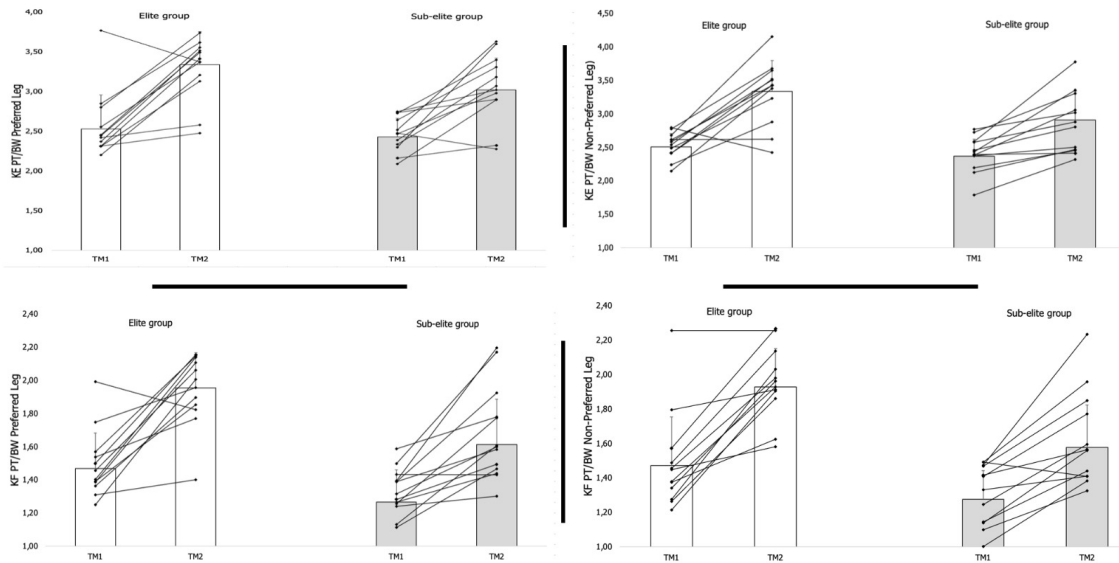 Elite group
Sub-elite group
KE PT/BW Preferred Leg
4,00
3,50
3,00
2,50
2,00
1,50
1,00
TM1
TM2
TM1
TM2
Elite group
Sub-elite group
KE PT/BW Non-Preferred Leg)
4,50
4,00
3,50
3,00
2,50
2,00
1,50
1,00
TM1
TM2
TM1
TM2
Elite group
Sub-elite group
KF PT/BW Preferred Leg
2,40
2,20
2,00
1,80
1,60
1,40
1,20
1,00
TM1
TM2
TM1
TM2
Elite group
Sub-elite group
KF PT/BW Non-Preferred Leg
2,40
2,20
2,00
1,80
1,60
1,40
1,20
1,00
TM1
TM2
TM1
TM2